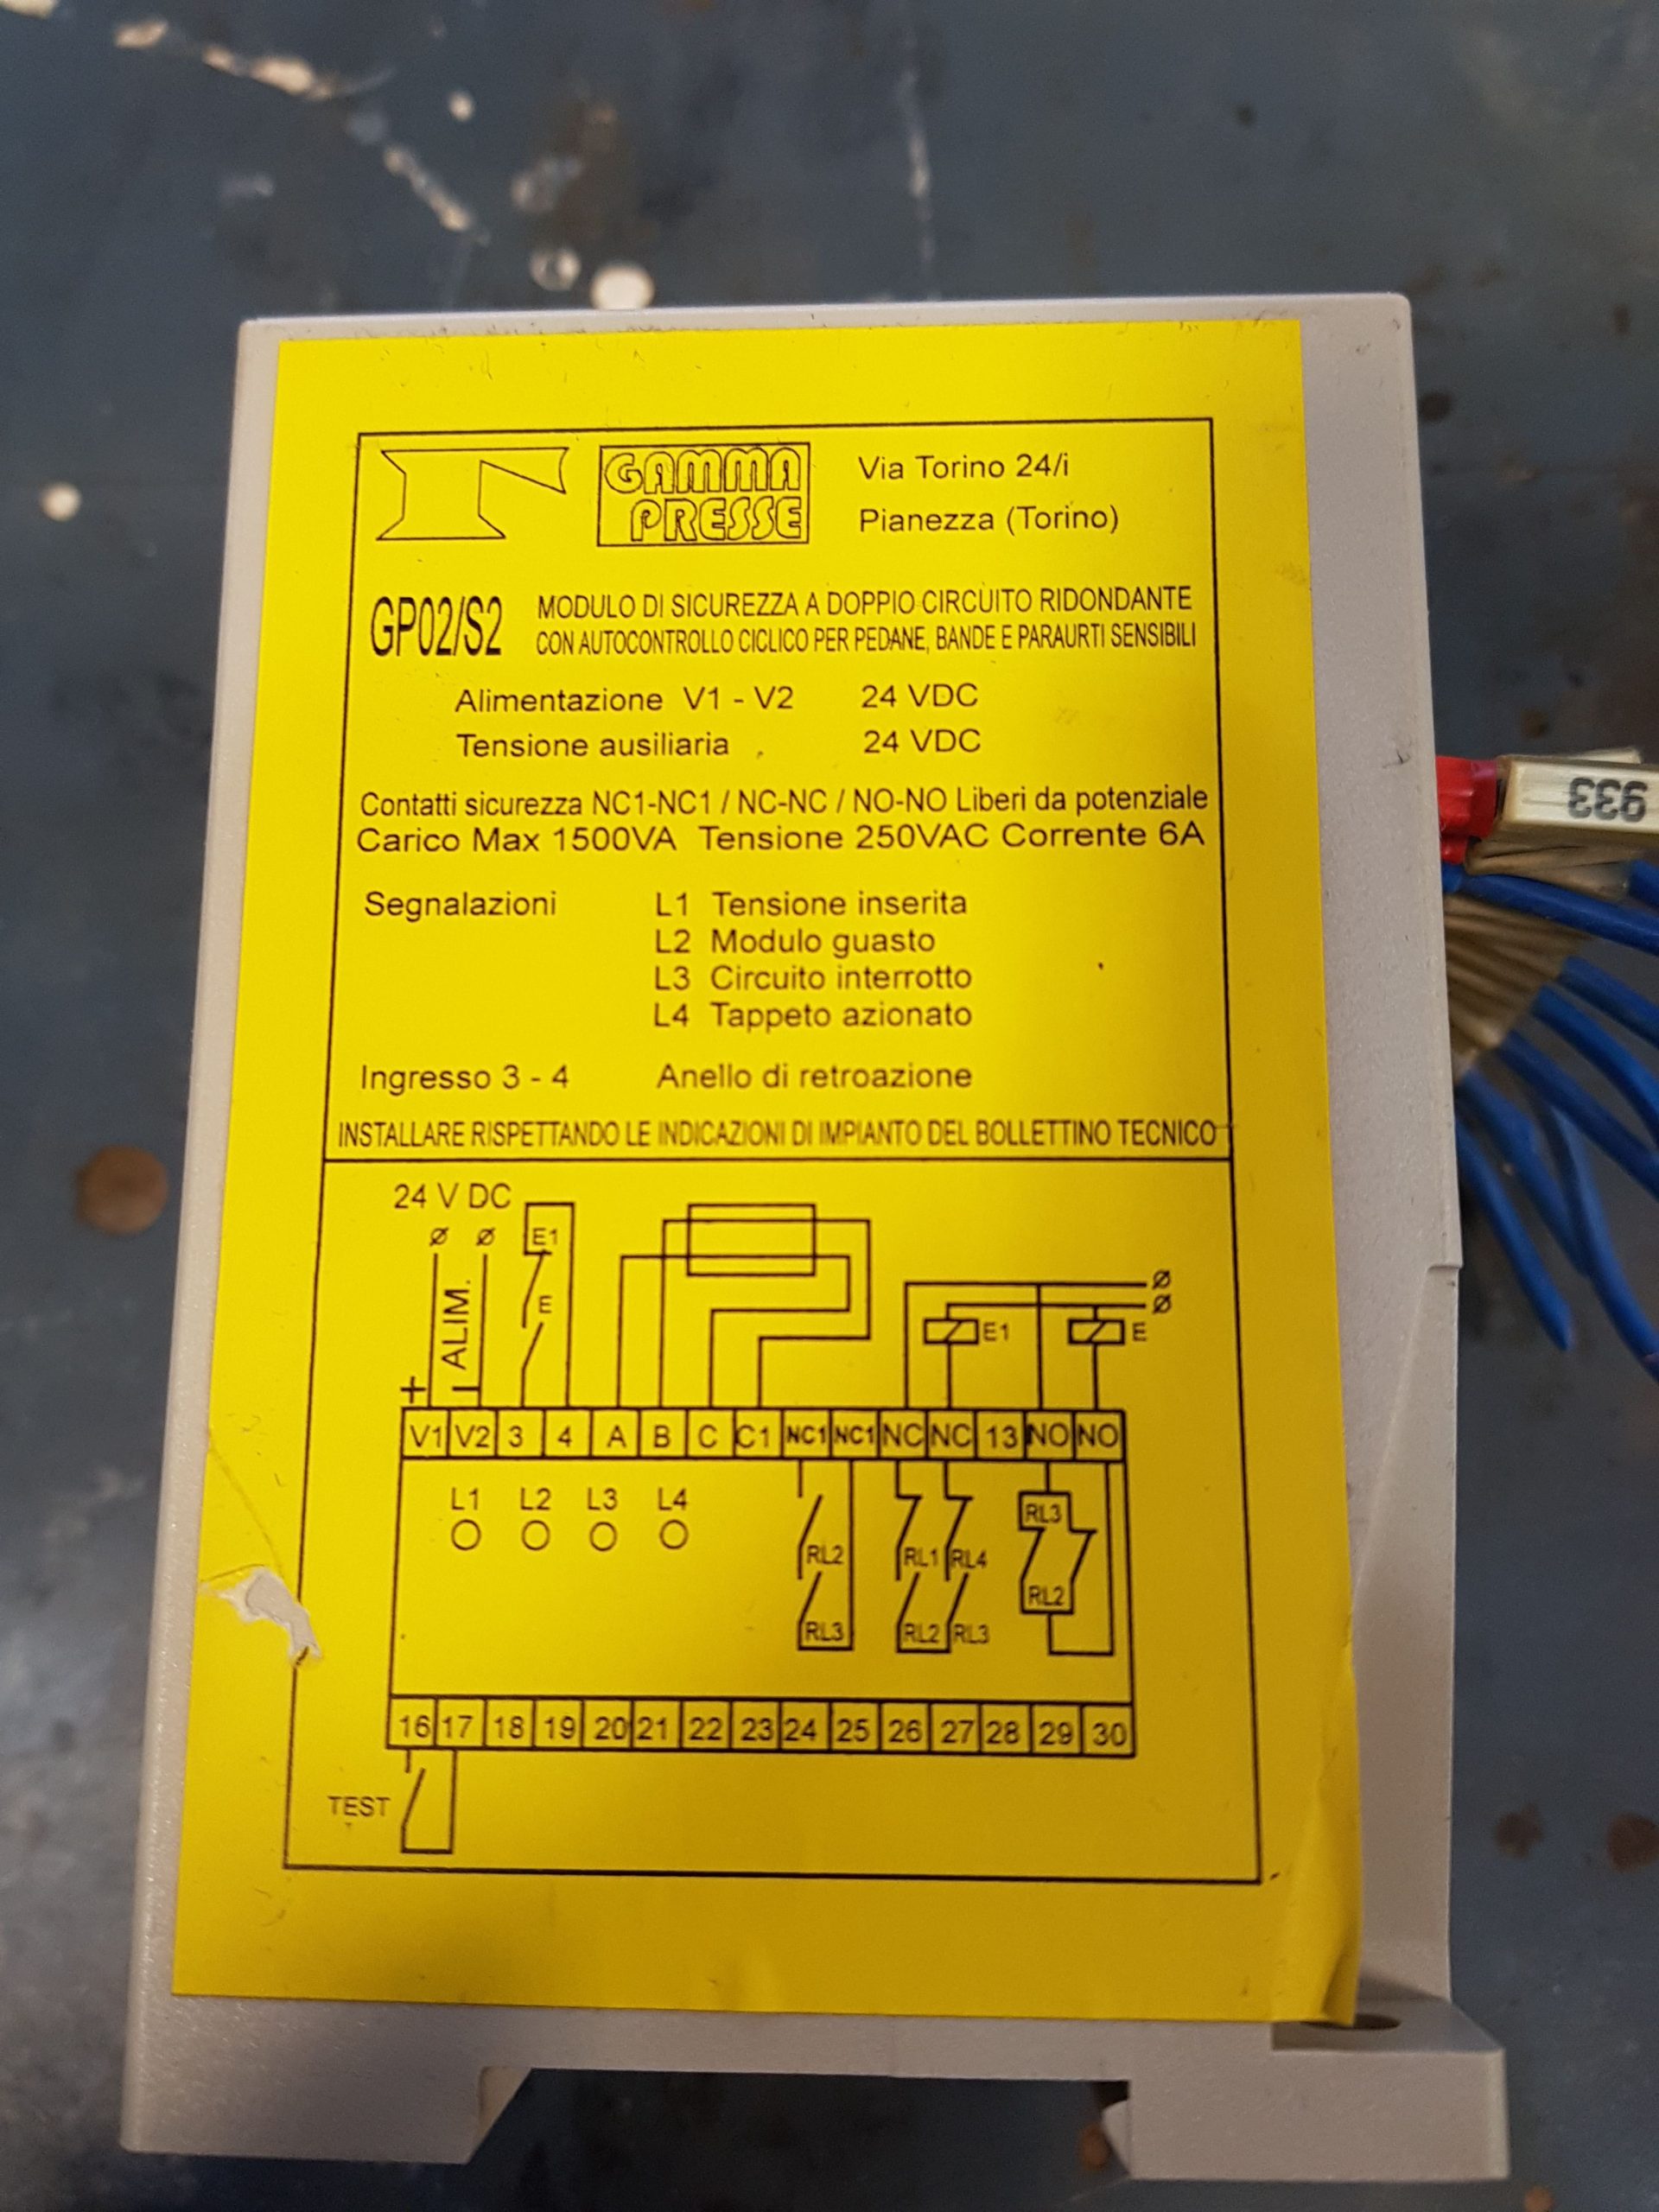 GAMMA
PRESSE
Via Torino 24/i
Pianezza (Torino)
GP02/S2
MODULO DI SICUREZZA A DOPPIO CIRCUITO RIDONDANTE
CON AUTOCONTROLLO CICLICO PER PEDANE, BANDE E PARAURTI SENSIBILI
Alimentazione V1 - V2 24 VDC
Tensione ausiliaria 24 VDC
Contatti sicurezza NC1-NC1 / NC-NC / NO-NO Liberi da potenziale
Carico Max 1500VA Tensione 250VAC Corrente 6A
Segnalazioni L1 Tensione inserita
L2 Modulo guasto
L3 Circuito interrotto
L4 Tappeto azionato
Ingresso 3 - 4 Anello di retroazione
INSTALLARE RISPETTANDO LE INDICAZIONI DI IMPIANTO DEL BOLLETTINO TECNICO
24 V DC
Ø Ø E1
ALIM.
E
Ø
Ø
E1 E
+ −
V1 V2 3 4 A B C C1 NC1 NC1 NC NC 13 NO NO
L1 L2 L3 L4
RL3
RL2 RL1 RL4
RL2
RL3 RL2 RL3
16 17 18 19 20 21 22 23 24 25 26 27 28 29 30
TEST
933